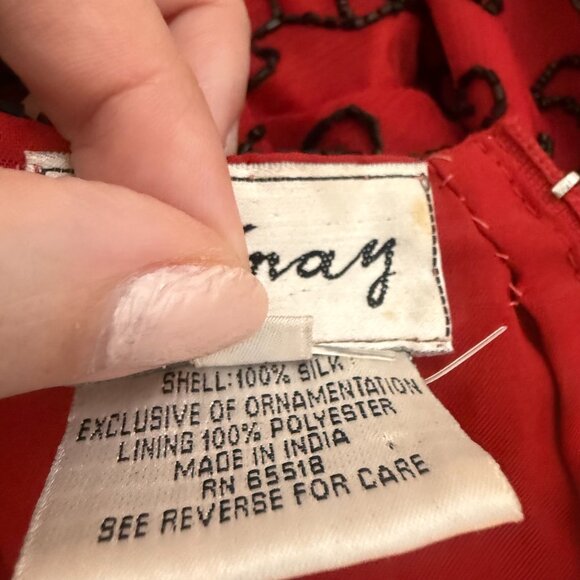 SHELL:100% SILK
EXCLUSIVE OF ORNAMENTATION
LINING 100% POLYESTER
MADE IN INDIA
RN 65518
SEE REVERSE FOR CARE